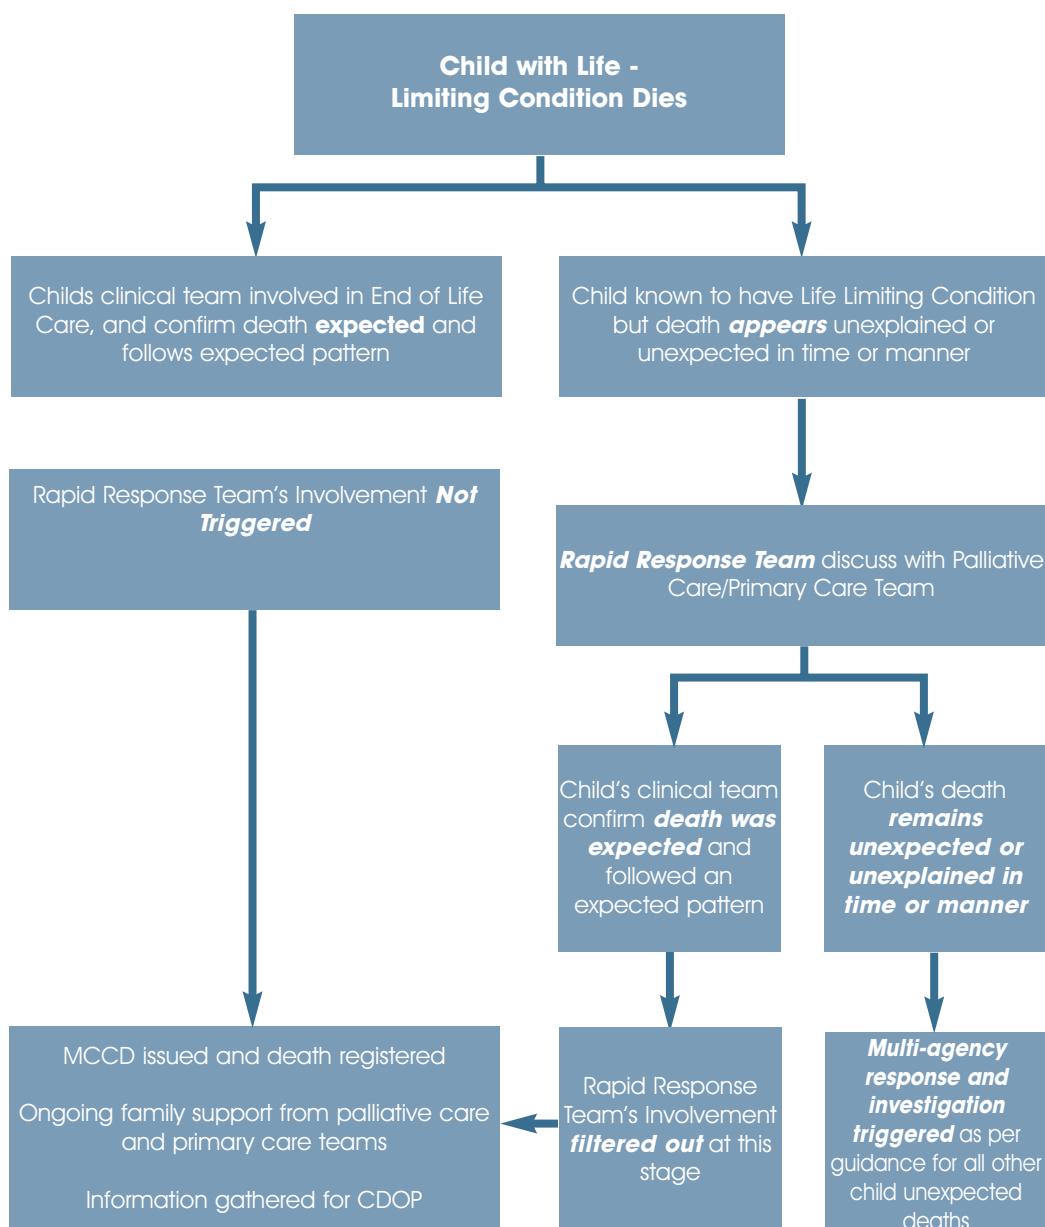 Child with Life -
Limiting Condition Dies
Childs clinical team involved in End of Life
Care, and confirm death expected and
follows expected pattern
Child known to have Life Limiting Condition
but death appears unexplained or
unexpected in time or manner
Rapid Response Team’s Involvement Not
Triggered
Rapid Response Team discuss with Palliative
Care/Primary Care Team
Child’s clinical team
confirm death was
expected and
followed an
expected pattern
Child’s death
remains
unexpected or
unexplained in
time or manner
MCCD issued and death registered
Ongoing family support from palliative care
and primary care teams
Information gathered for CDOP
Rapid Response
Team’s Involvement
filtered out at this
stage
Multi-agency
response and
investigation
triggered as per
guidance for all other
child unexpected
deaths